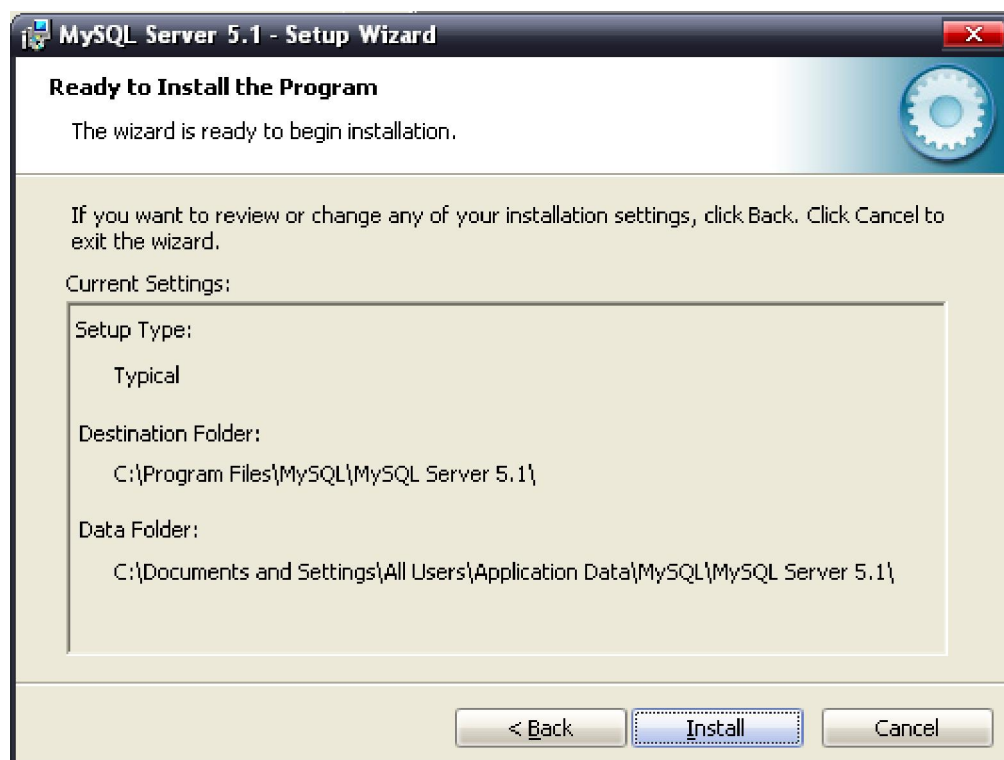 MySQL Server 5.1 - Setup Wizard
Ready to Install the Program
The wizard is ready to begin installation.
If you want to review or change any of your installation settings, click Back. Click Cancel to
exit the wizard.
Current Settings:
Setup Type:
Typical
Destination Folder:
C:\Program Files\MySQL\MySQL Server 5.1\
Data Folder:
C:\Documents and Settings\All Users\Application Data\MySQL\MySQL Server 5.1\
< Back
Install
Cancel